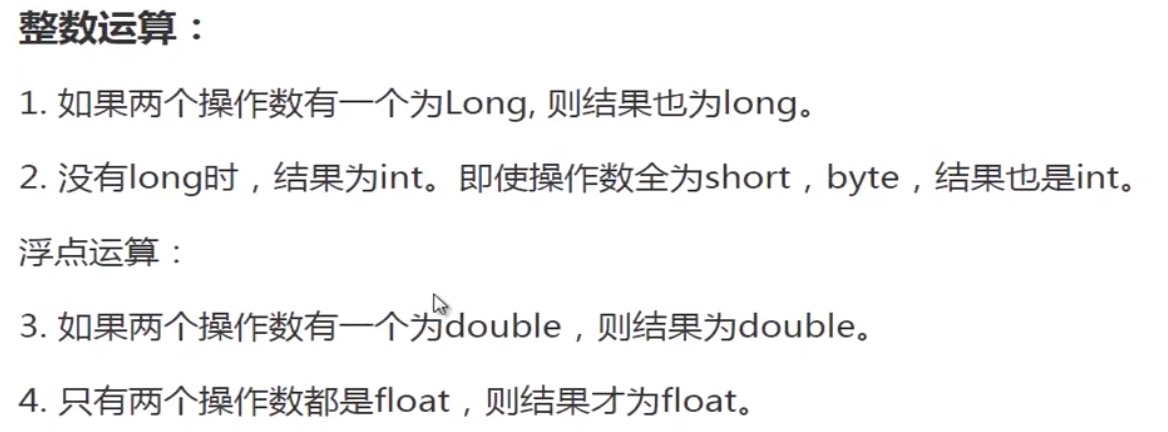 整数运算：
1. 如果两个操作数有一个为Long, 则结果也为long。
2. 没有long时，结果为int。即使操作数全为short，byte，结果也是int。
浮点运算：
3. 如果两个操作数有一个为double，则结果为double。
4. 只有两个操作数都是float，则结果才为float。